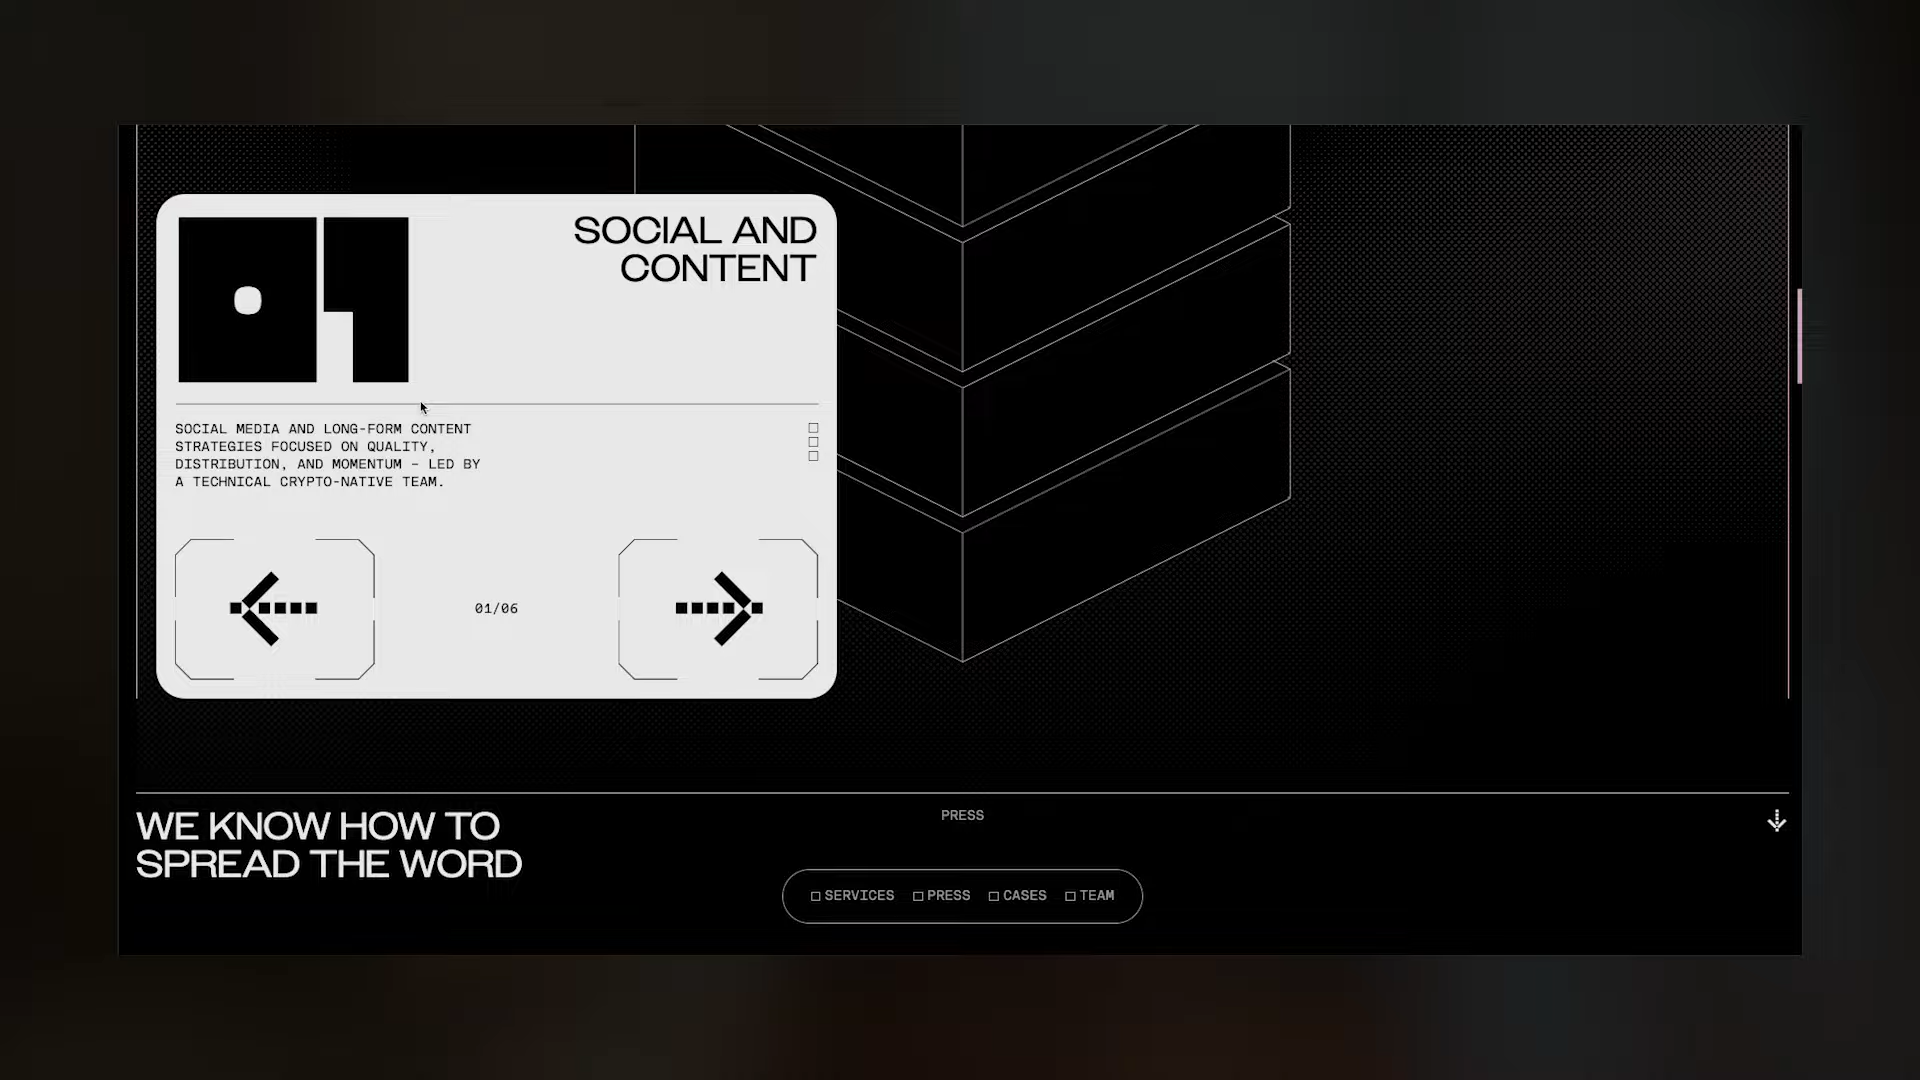 01
SOCIAL AND
CONTENT
SOCIAL MEDIA AND LONG-FORM CONTENT
STRATEGIES FOCUSED ON QUALITY,
DISTRIBUTION, AND MOMENTUM – LED BY
A TECHNICAL CRYPTO-NATIVE TEAM.
01/06
WE KNOW HOW TO
SPREAD THE WORD
PRESS
SERVICES PRESS CASES TEAM